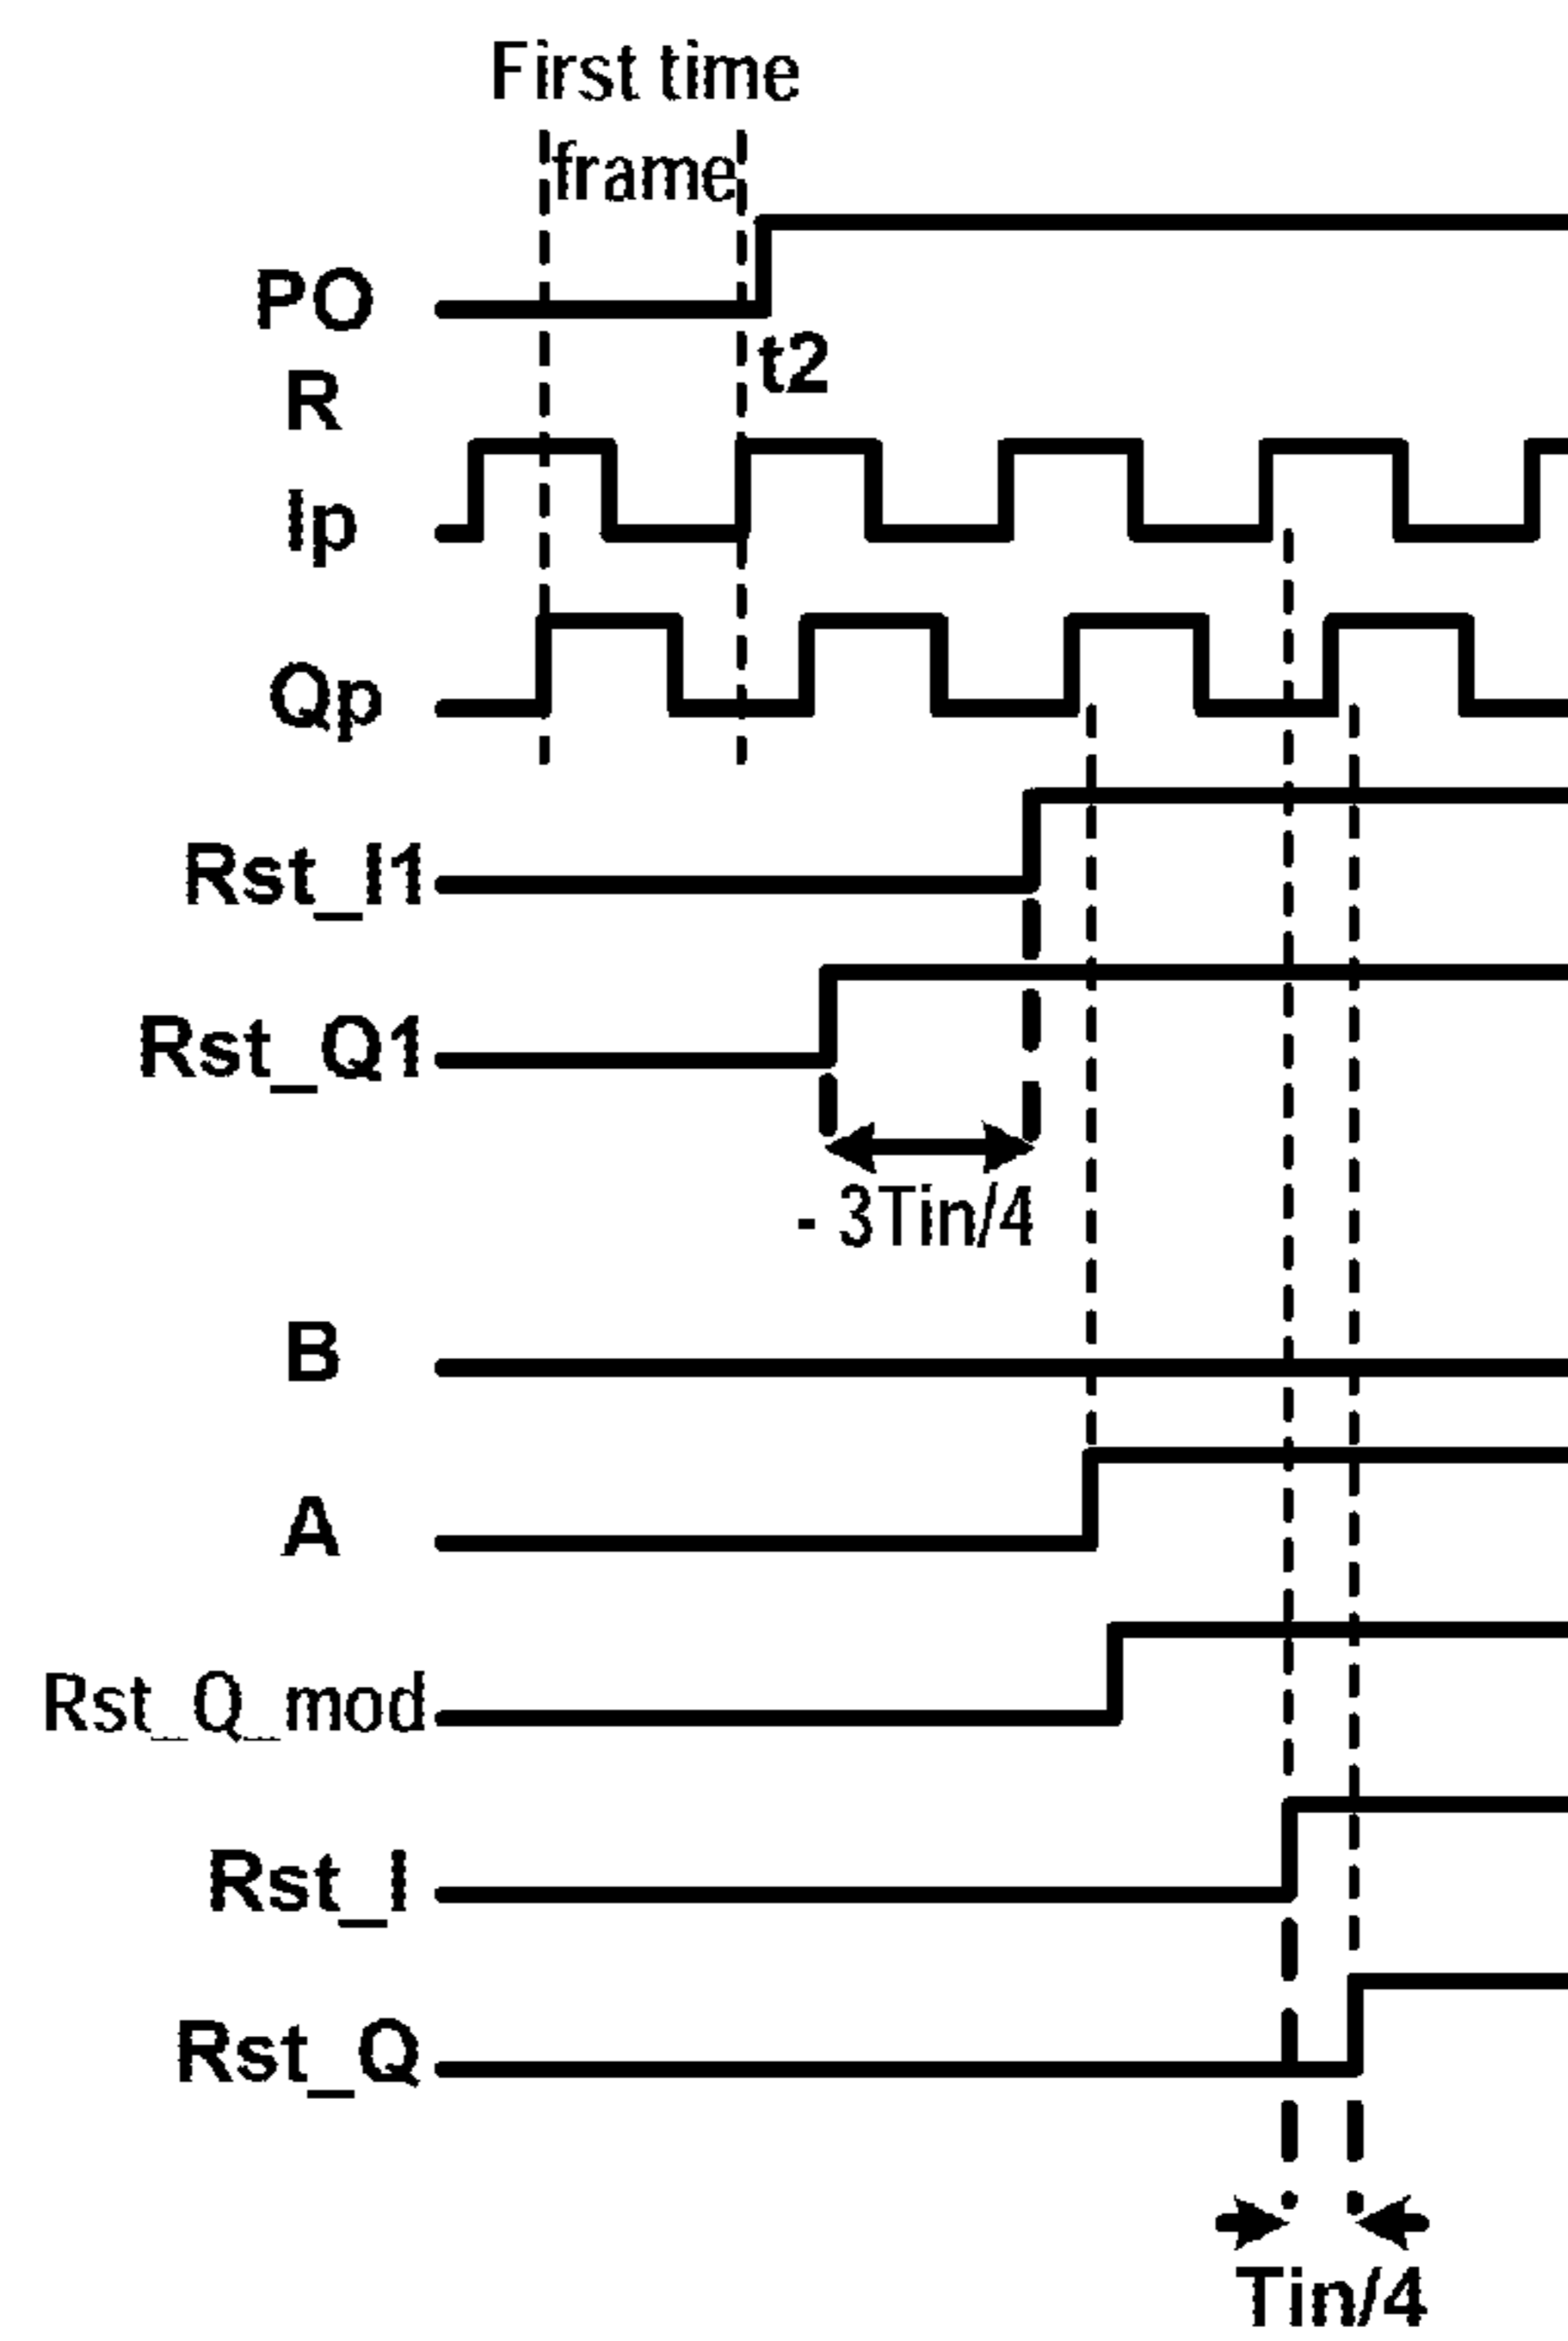 First time
frame
PO
R
t2
Ip
Qp
Rst_I1
Rst_Q1
- 3Tin/4
B
A
Rst_Q_mod
Rst_I
Rst_Q
Tin/4